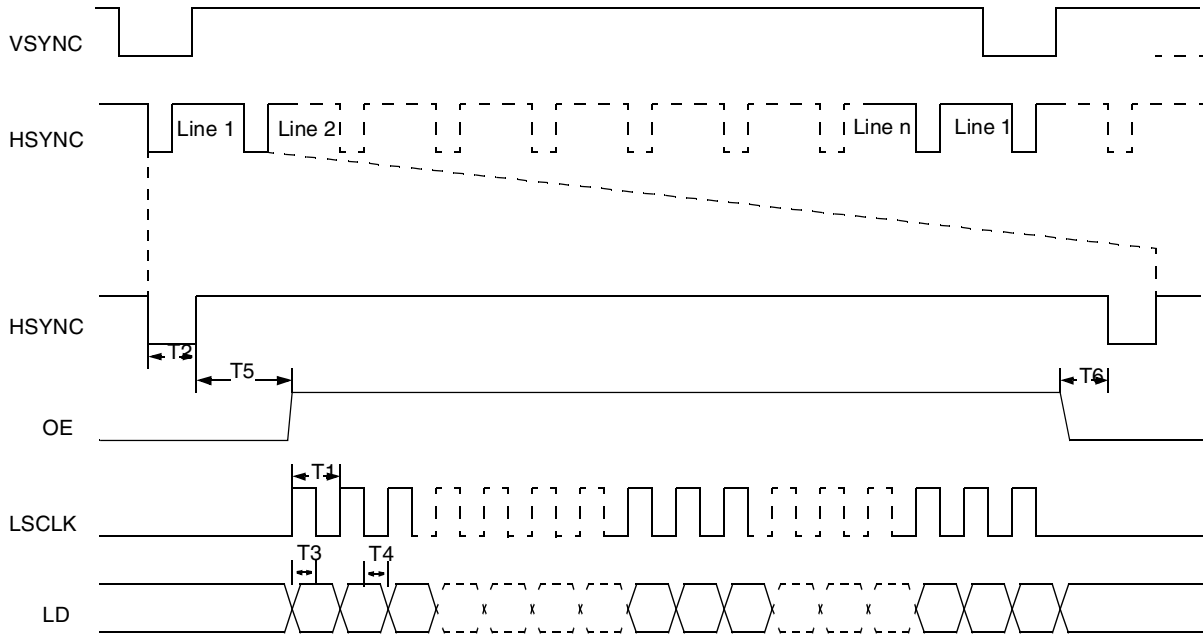 VSYNC
HSYNC
Line 1
Line 2
Line n
Line 1
HSYNC
T2
T5
T6
OE
T1
LSCLK
T3
T4
LD